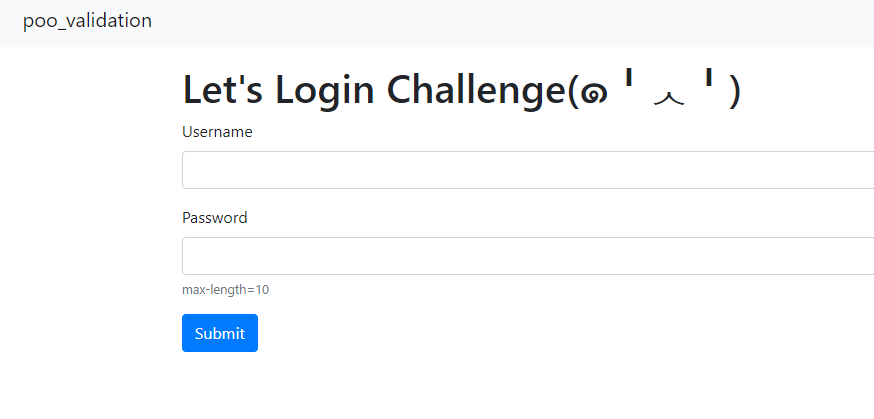 poo_validation
Let's Login Challenge(๑╹ㅅ╹)
Username
Password
max-length=10
Submit